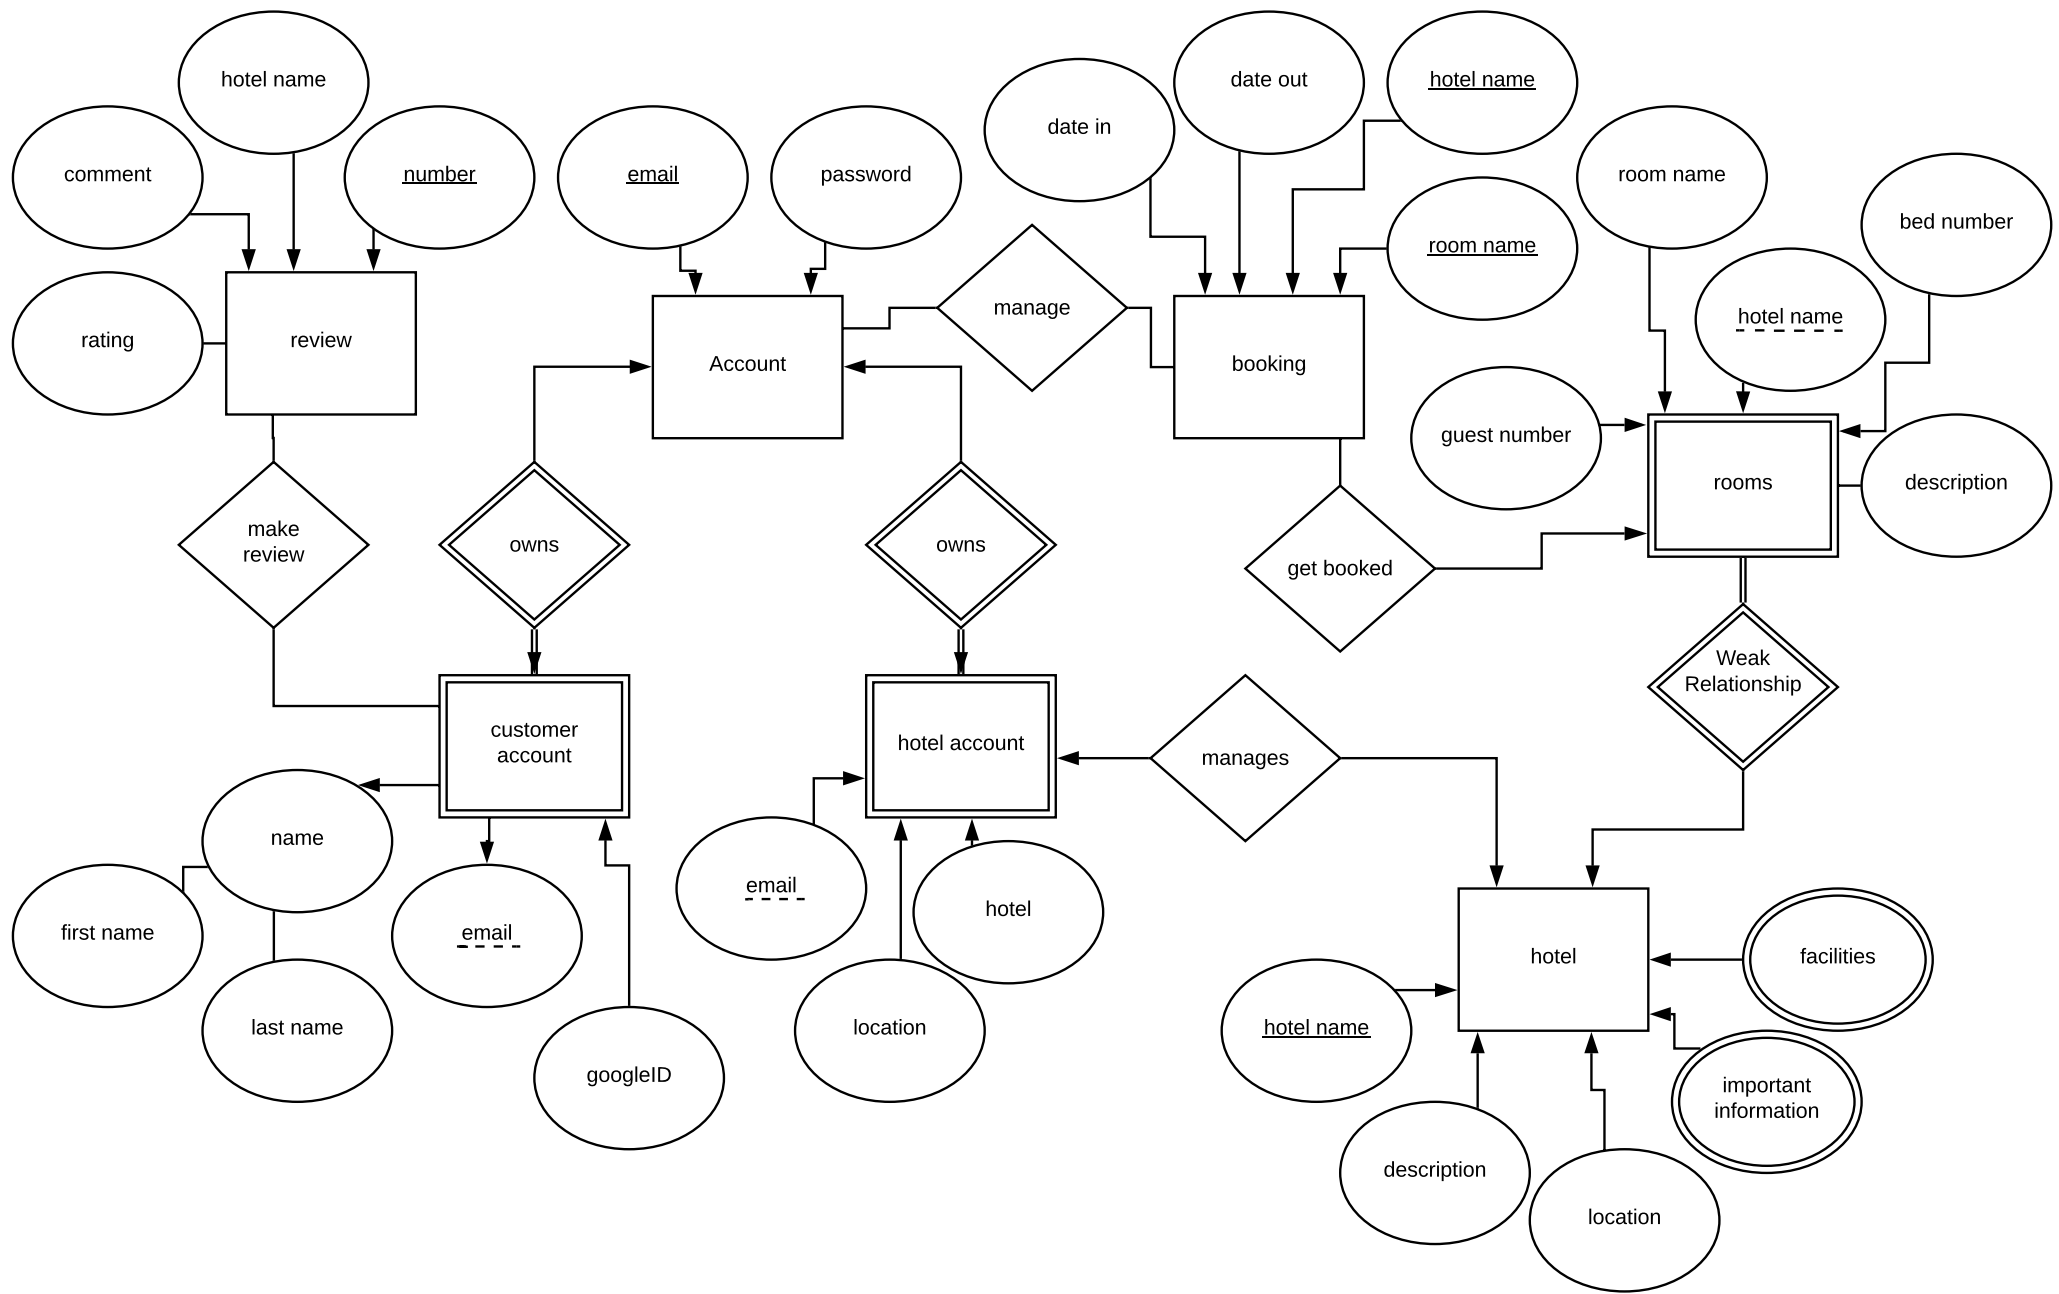 hotel name
date out
hotel name
date in
comment
number
email
password
room name
bed number
room name
hotel name
rating
review
Account
manage
booking
guest number
rooms
description
make
review
owns
owns
get booked
Weak
Relationship
customer
account
hotel account
manages
name
email
hotel
first name
email
hotel
facilities
last name
location
hotel name
googleID
important
information
description
location